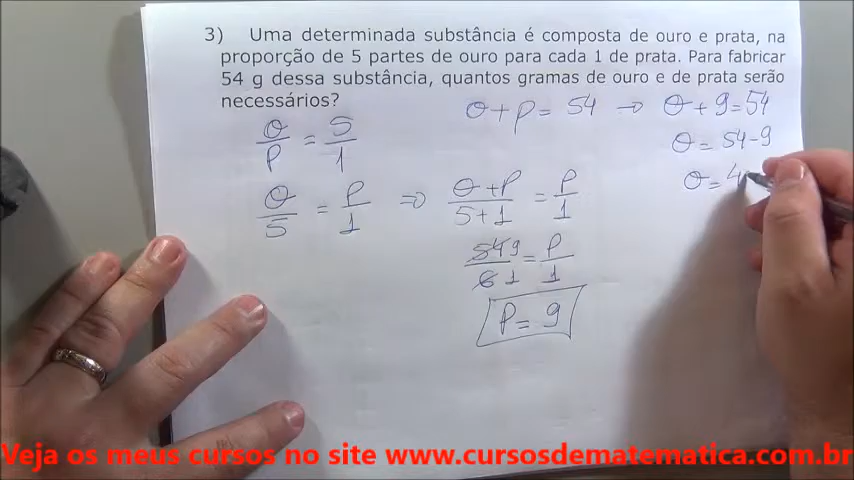 3) Uma determinada substância é composta de ouro e prata, na
proporção de 5 partes de ouro para cada 1 de prata. Para fabricar
54 g dessa substância, quantos gramas de ouro e de prata serão
necessários?
O + P = 54 → O + 9 = 54
O/P = 5/1
O = 54 - 9
O/5 = P/1 ⇒ (O + P)/(5 + 1) = P/1
O = 4
54 9/6 1 = P/1
P = 9
Veja os meus cursos no site www.cursosdematematica.com.br